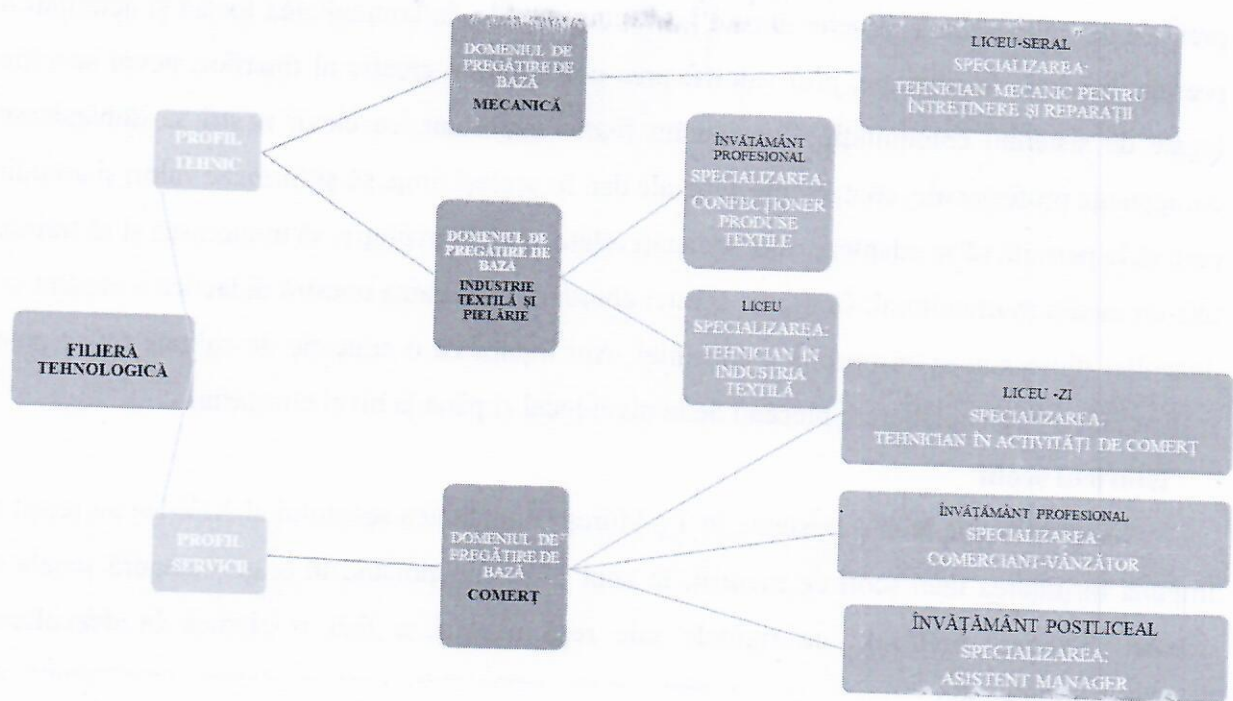 DOMENIUL DE
PREGĂTIRE DE
BAZĂ
MECANICĂ
LICEU-SERAL
SPECIALIZAREA:
TEHNICIAN MECANIC PENTRU
ÎNTREȚINERE ȘI REPARAȚII
PROFIL
TEHNIC
ÎNVĂȚĂMÂNT
PROFESIONAL
SPECIALIZAREA:
CONFECȚIONER
PRODUSE
TEXTILE
DOMENIUL DE
PREGĂTIRE DE
BAZĂ
INDUSTRIE
TEXTILĂ ȘI
PIELĂRIE
LICEU
SPECIALIZAREA:
TEHNICIAN ÎN
INDUSTRIA
TEXTILĂ
FILIERĂ
TEHNOLOGICĂ
LICEU -ZI
SPECIALIZAREA:
TEHNICIAN ÎN ACTIVITĂȚI DE COMERȚ
PROFIL
SERVICII
DOMENIUL DE
PREGĂTIRE DE
BAZĂ
COMERȚ
ÎNVĂȚĂMÂNT PROFESIONAL
SPECIALIZAREA:
COMERCIANT-VÂNZĂTOR
ÎNVĂȚĂMÂNT POSTLICEAL
SPECIALIZAREA:
ASISTENT MANAGER